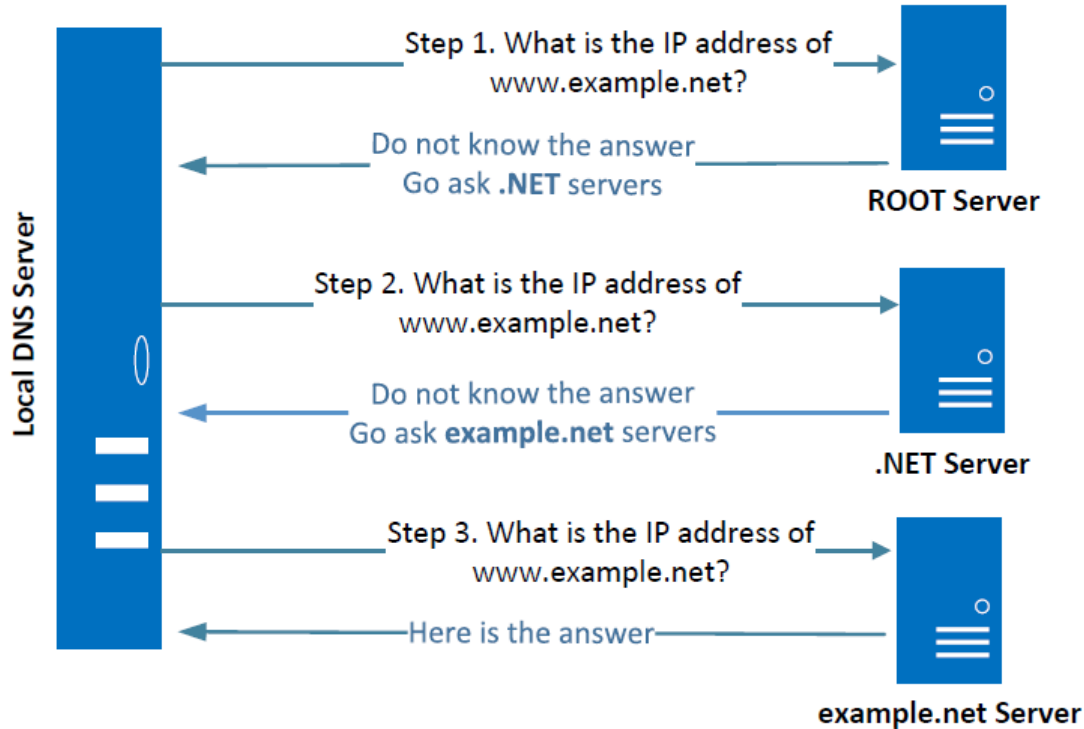 Local DNS Server
Step 1. What is the IP address of
www.example.net?
Do not know the answer
Go ask .NET servers
ROOT Server
Step 2. What is the IP address of
www.example.net?
Do not know the answer
Go ask example.net servers
.NET Server
Step 3. What is the IP address of
www.example.net?
Here is the answer
example.net Server